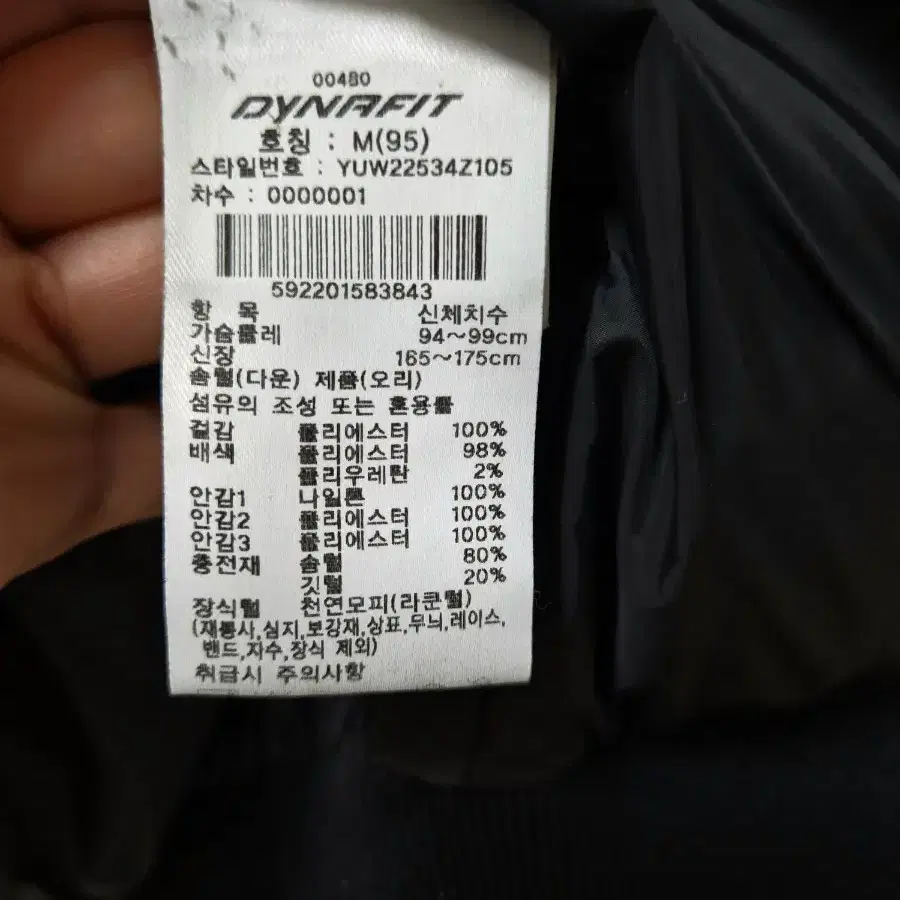 00480
DYNAFIT
호칭 : M(95)
스타일번호 : YUW22534Z105
차수 : 0000001
592201583843
항 목 신체치수
가슴둘레 94~99cm
신장 165~175cm
솜털(다운) 제품(오리)
섬유의 조성 또는 혼용률
겉감 폴리에스터 100%
배색 폴리에스터 98%
폴리우레탄 2%
안감1 나일론 100%
안감2 폴리에스터 100%
안감3 폴리에스터 100%
충전재 솜털 80%
깃털 20%
장식털 천연모피(라쿤털)
(재봉사,심지,보강재,상표,무늬,레이스,
밴드,자수,장식 제외)
취급시 주의사항